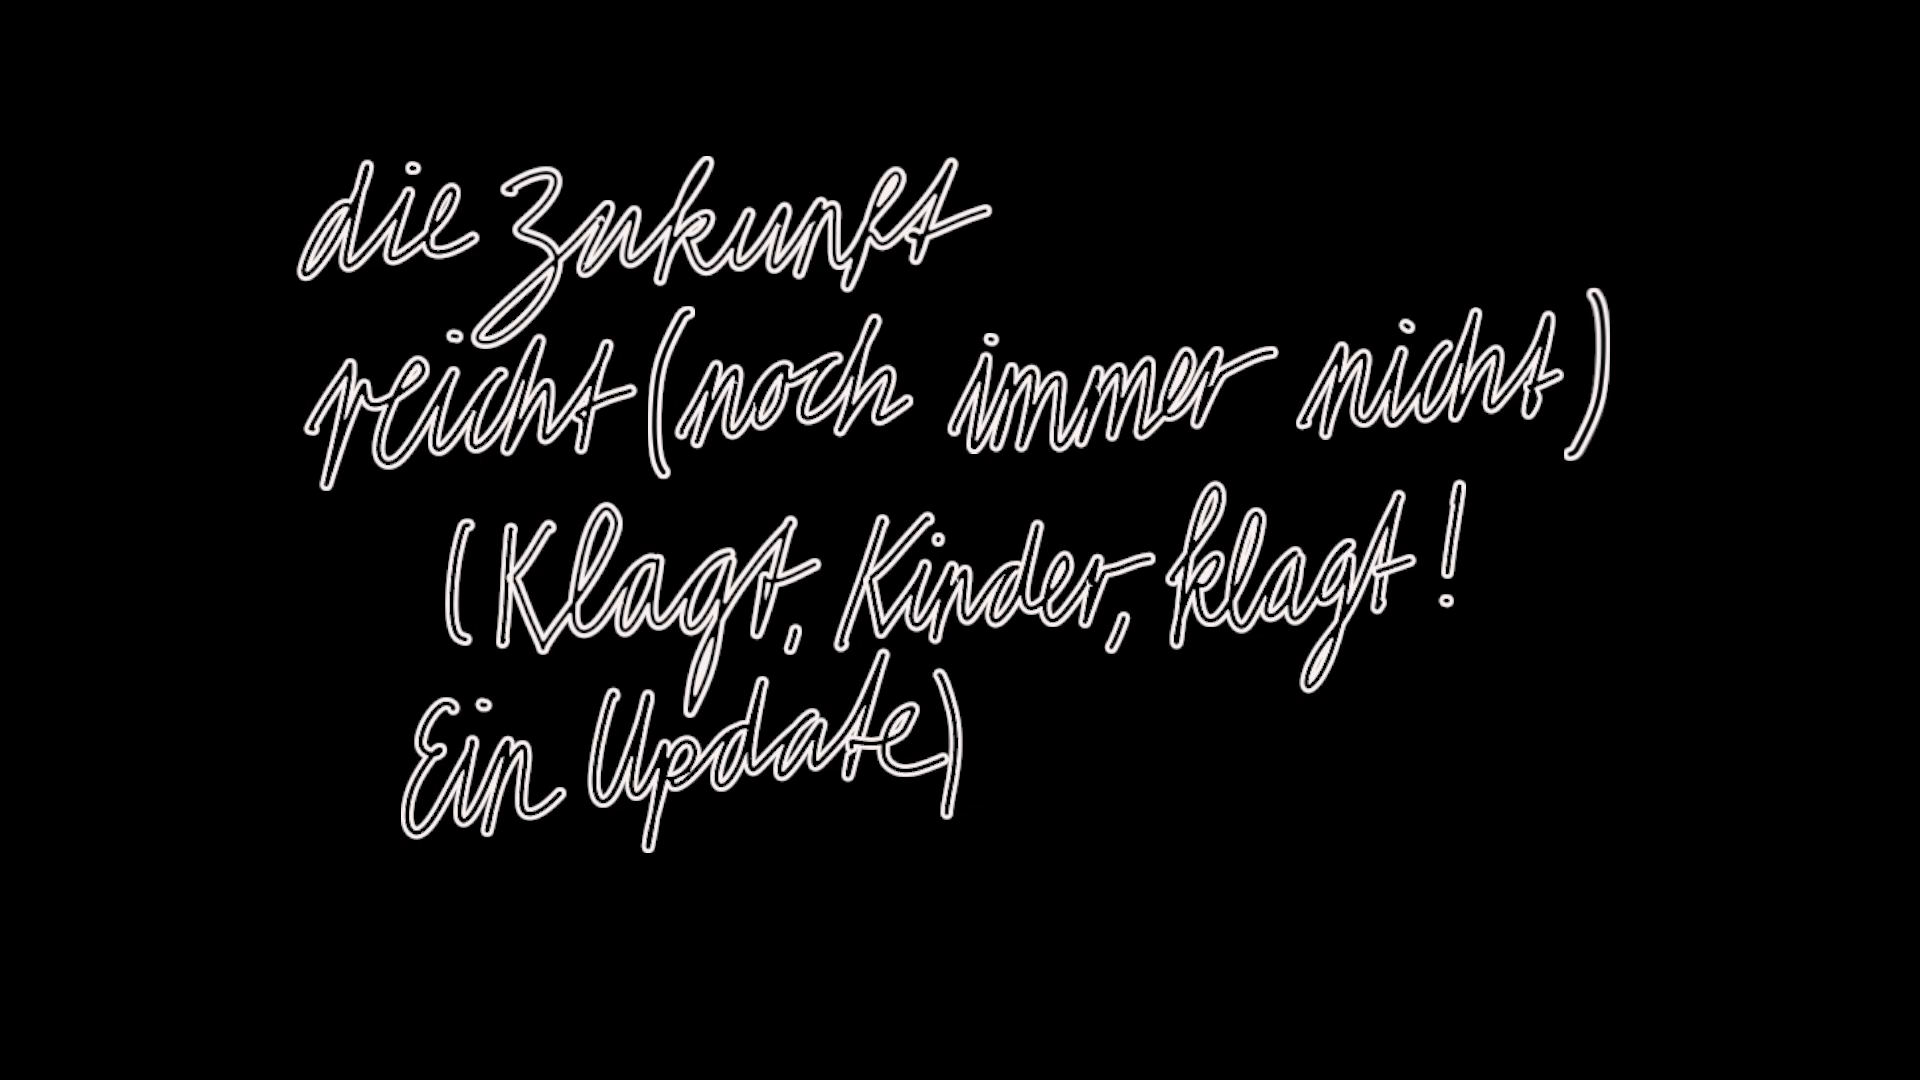 die Zukunft
reicht (noch immer nicht)
(Klagt, Kinder, klagt!
Ein Update)